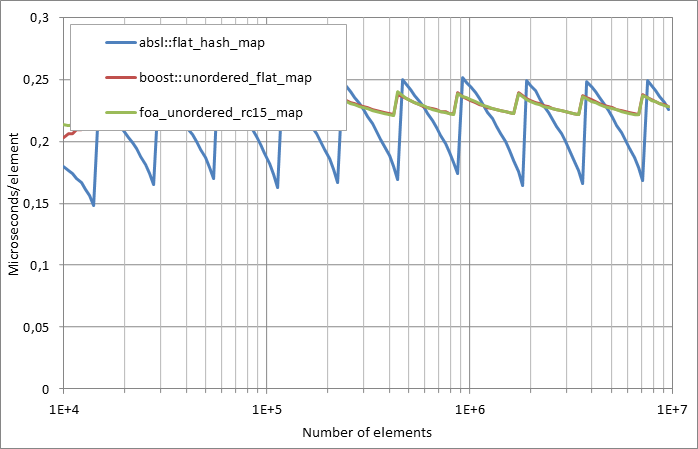 0,3
0,25
0,2
0,15
0,1
0,05
0
Microseconds/element
absl::flat_hash_map
boost::unordered_flat_map
foa_unordered_rc15_map
1E+4
1E+5
1E+6
1E+7
Number of elements